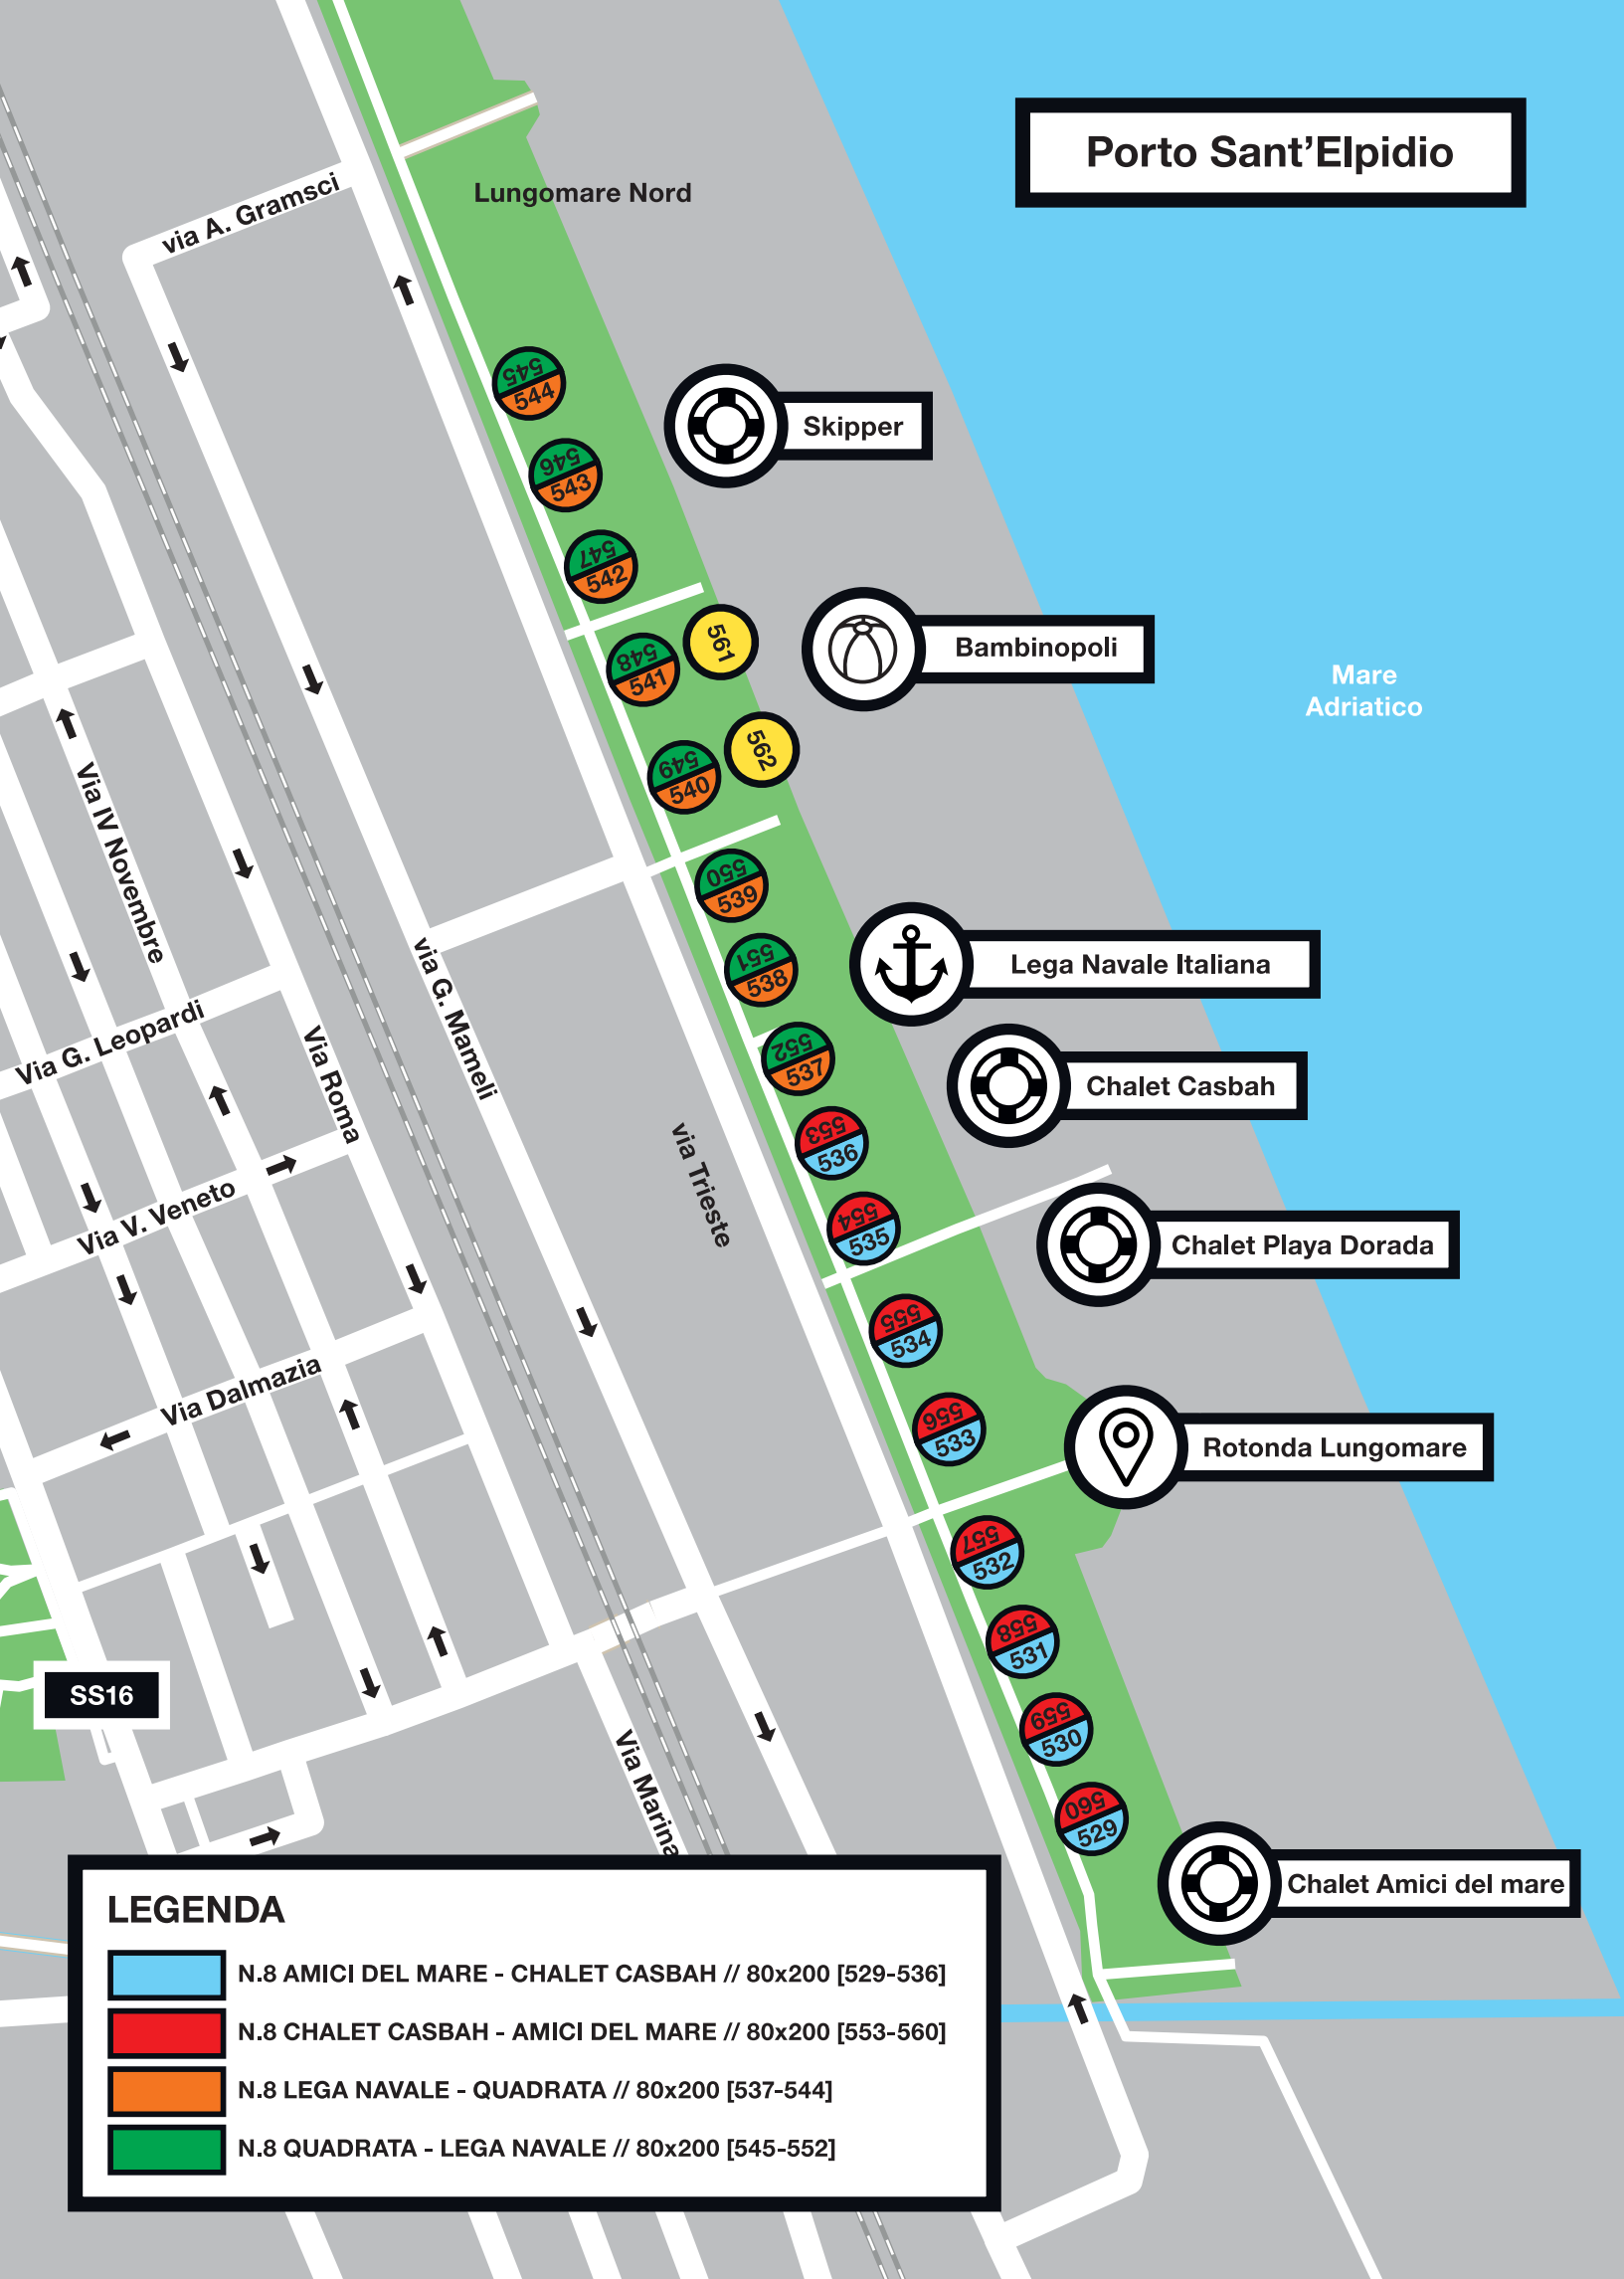 Porto Sant'Elpidio
via A. Gramsci
Lungomare Nord
545
544
Skipper
546
543
547
542
561
Bambinopoli
548
541
Mare
Adriatico
562
549
540
Via IV Novembre
550
539
551
538
Lega Navale Italiana
via G. Mameli
Via G. Leopardi
Via Roma
552
537
Chalet Casbah
553
536
via Trieste
Via V. Veneto
554
535
Chalet Playa Dorada
555
534
Via Dalmazia
556
533
Rotonda Lungomare
557
532
558
531
SS16
559
530
Via Marina
560
529
Chalet Amici del mare
LEGENDA
N.8 AMICI DEL MARE - CHALET CASBAH // 80x200 [529-536]
N.8 CHALET CASBAH - AMICI DEL MARE // 80x200 [553-560]
N.8 LEGA NAVALE - QUADRATA // 80x200 [537-544]
N.8 QUADRATA - LEGA NAVALE // 80x200 [545-552]